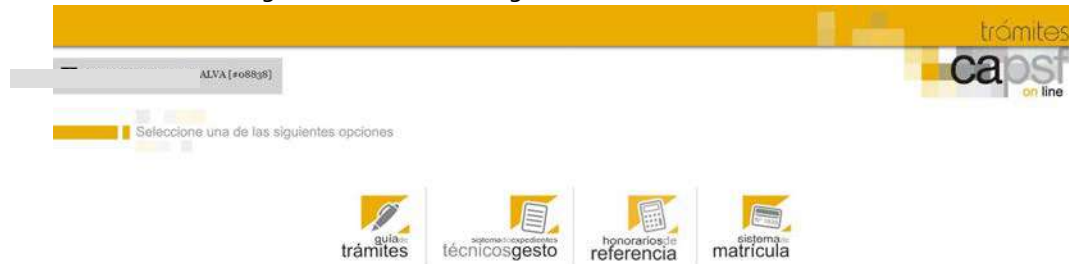 trámites
capsf
on line
ALVA [#08838]
Seleccione una de las siguientes opciones
guía de
trámites
sistema de expedientes
técnicos gesto
honorarios de
referencia
sistema de
matrícula